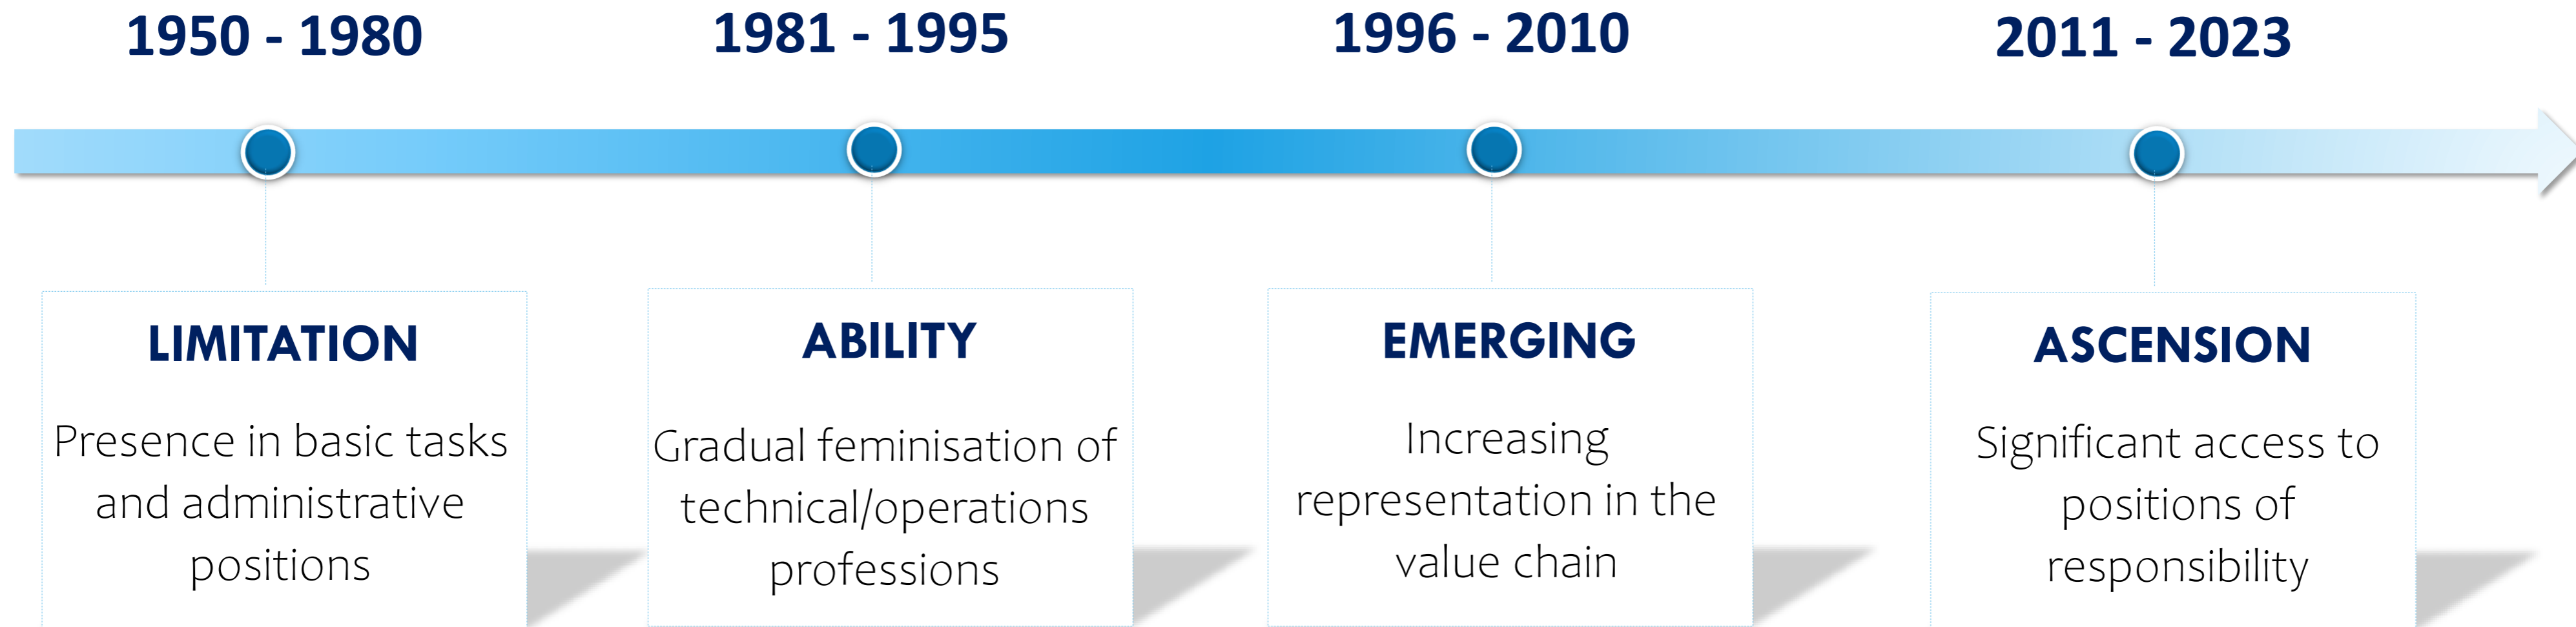 1950 - 1980
1981 - 1995
1996 - 2010
2011 - 2023
LIMITATION
Presence in basic tasks
and administrative
positions
ABILITY
Gradual feminisation of
technical/operations
professions
EMERGING
Increasing
representation in the
value chain
ASCENSION
Significant access to
positions of
responsibility